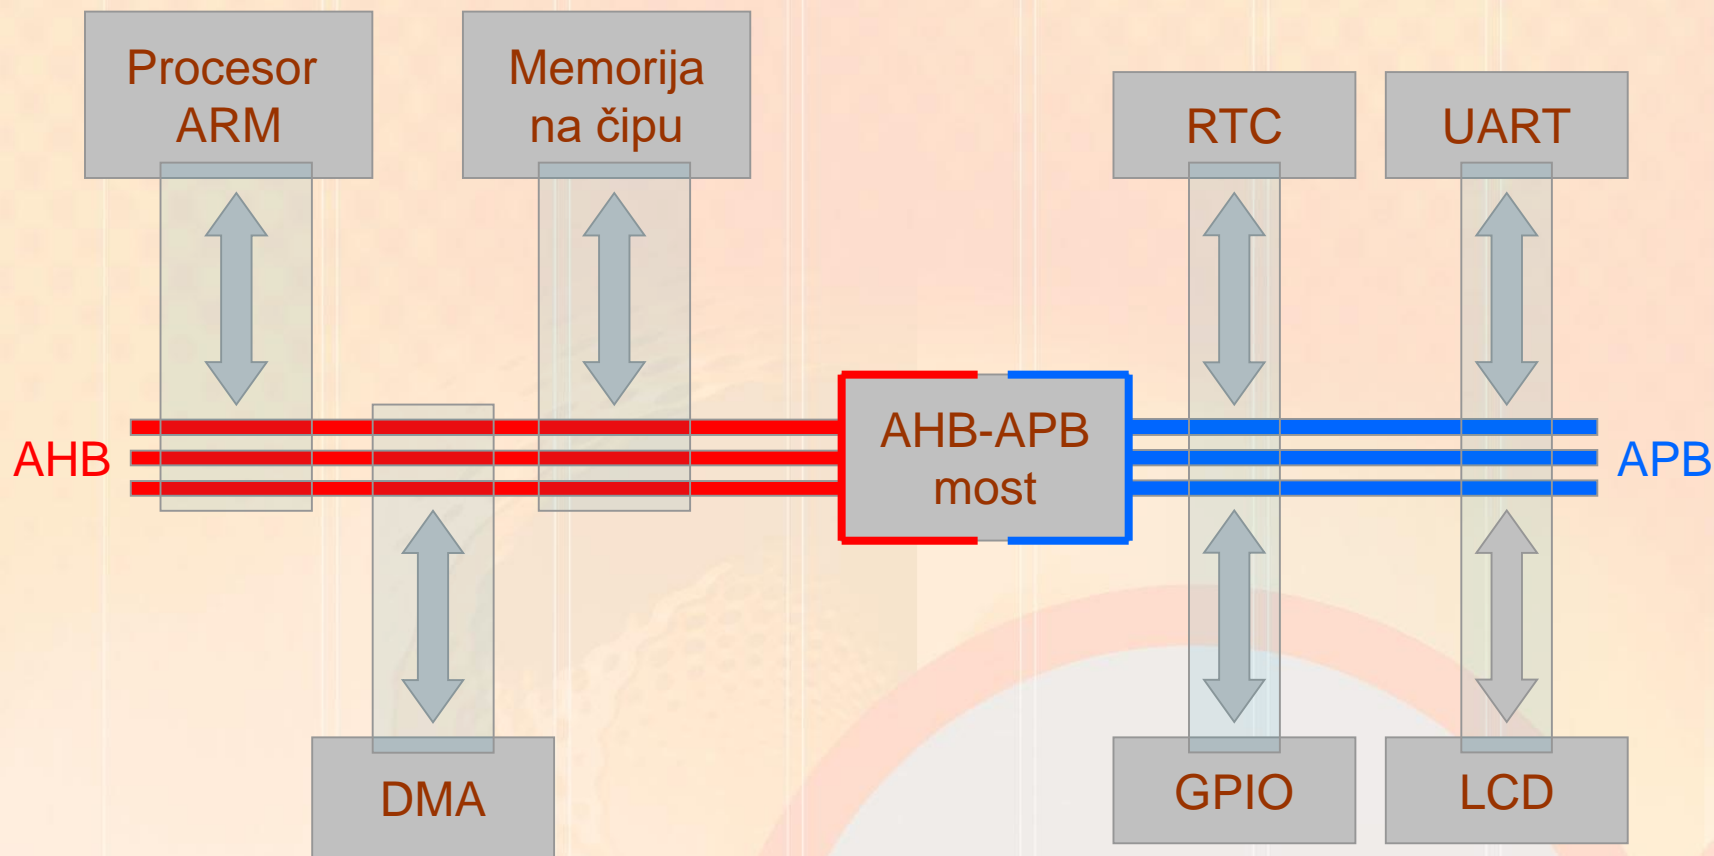 Procesor
ARM
Memorija
na čipu
RTC
UART
AHB
AHB-APB
most
APB
DMA
GPIO
LCD